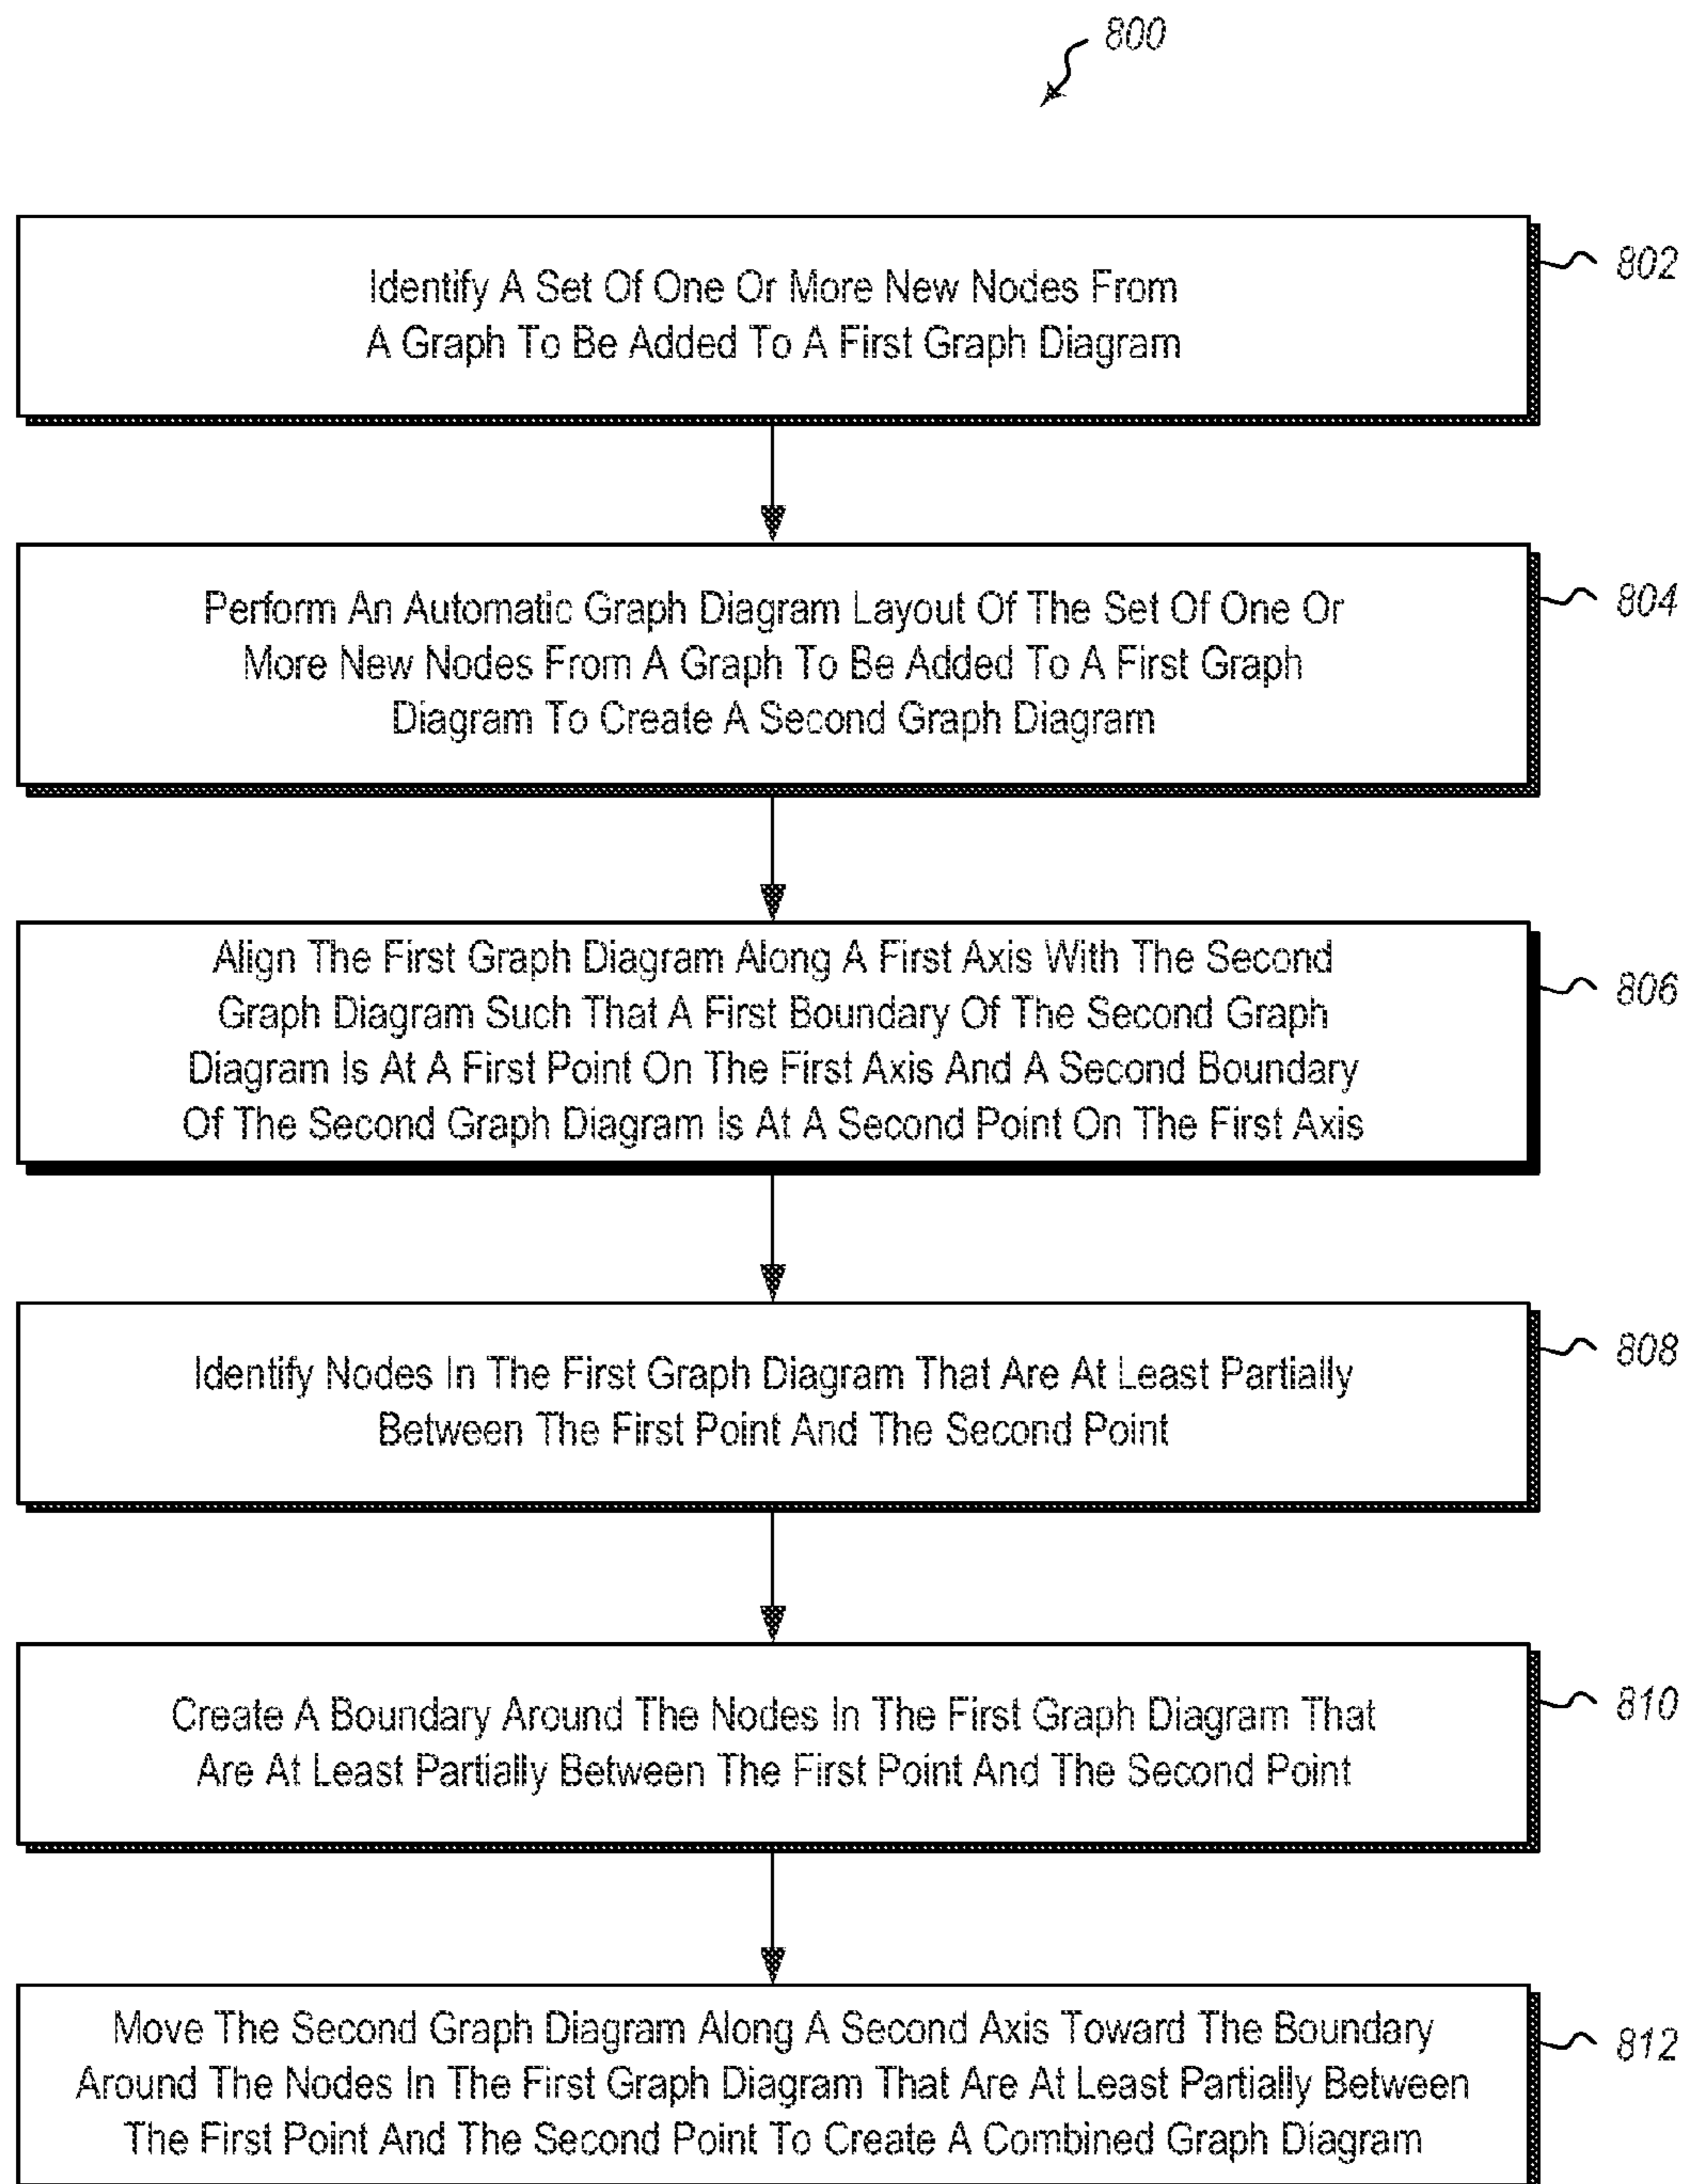 800
Identify A Set Of One Or More New Nodes From
A Graph To Be Added To A First Graph Diagram
802
Perform An Automatic Graph Diagram Layout Of The Set Of One Or
More New Nodes From A Graph To Be Added To A First Graph
Diagram To Create A Second Graph Diagram
804
Align The First Graph Diagram Along A First Axis With The Second
Graph Diagram Such That A First Boundary Of The Second Graph
Diagram Is At A First Point On The First Axis And A Second Boundary
Of The Second Graph Diagram Is At A Second Point On The First Axis
806
Identify Nodes In The First Graph Diagram That Are At Least Partially
Between The First Point And The Second Point
808
Create A Boundary Around The Nodes In The First Graph Diagram That
Are At Least Partially Between The First Point And The Second Point
810
Move The Second Graph Diagram Along A Second Axis Toward The Boundary
Around The Nodes In The First Graph Diagram That Are At Least Partially Between
The First Point And The Second Point To Create A Combined Graph Diagram
812